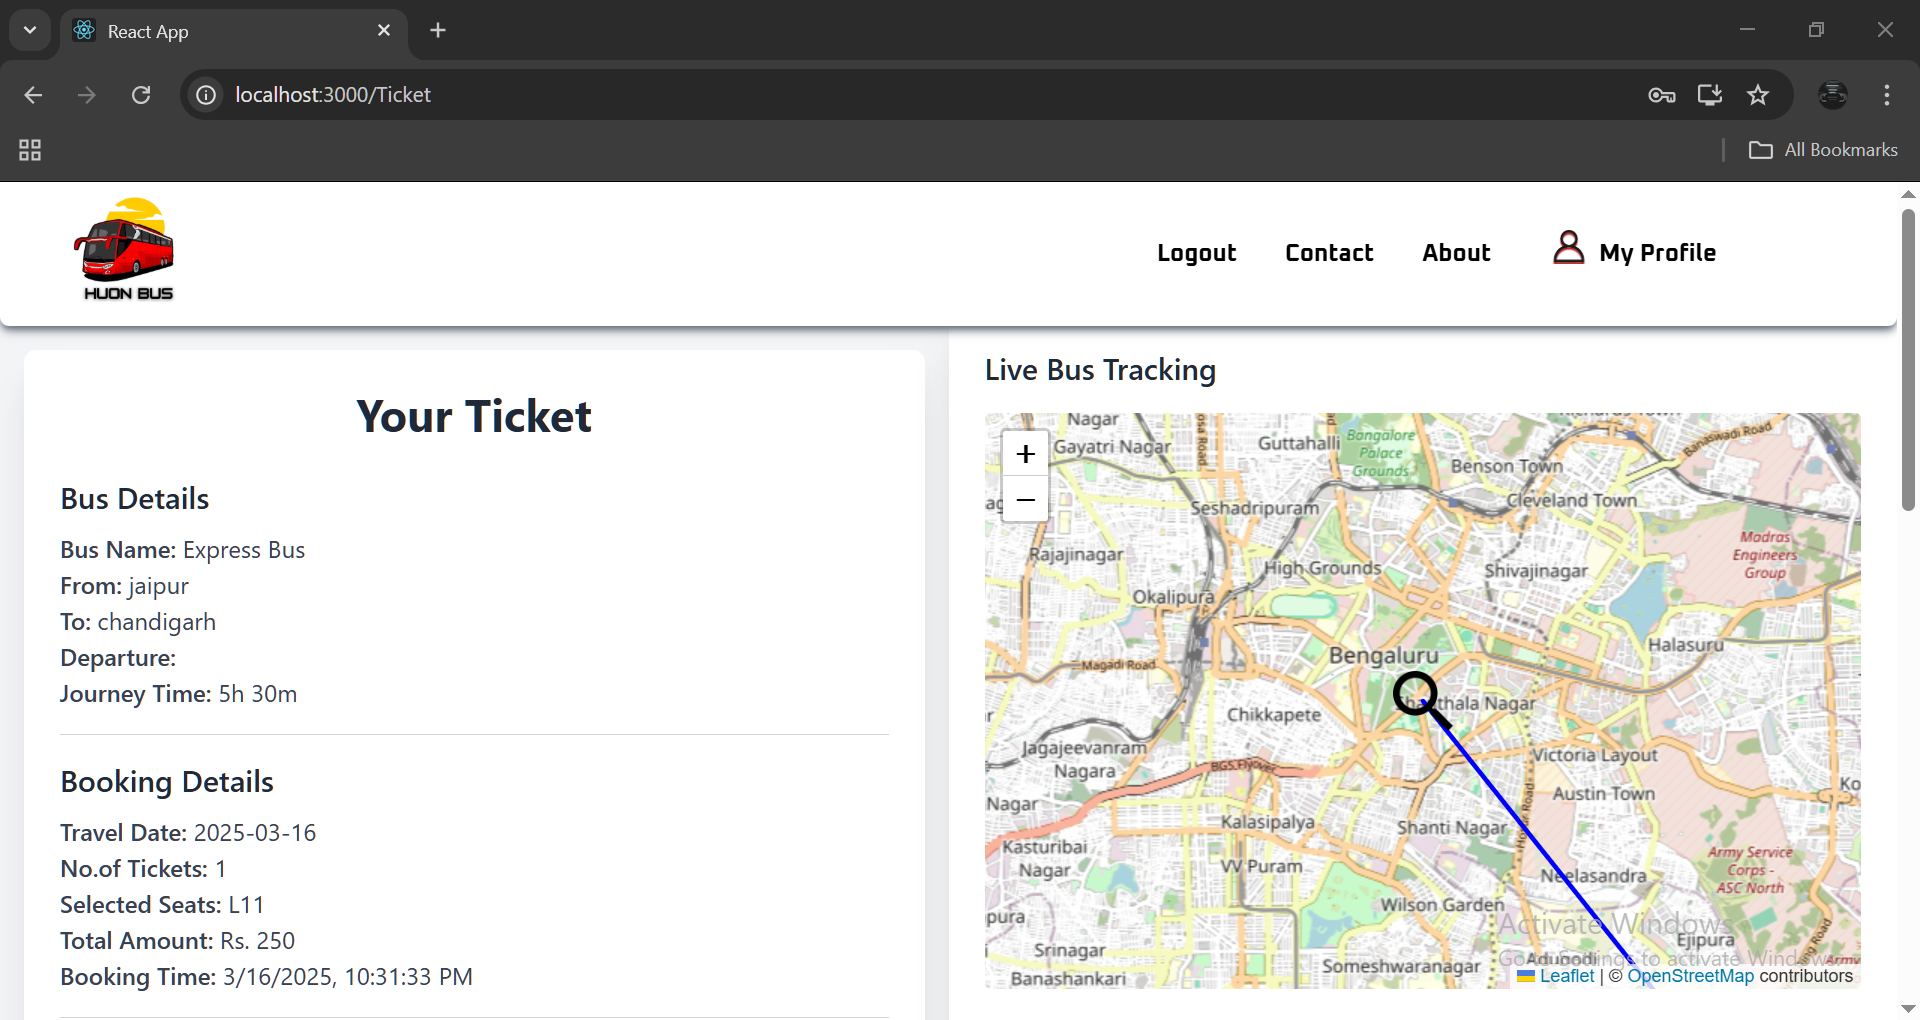 React App
localhost:3000/Ticket
All Bookmarks
HUON BUS
Logout Contact About My Profile
Your Ticket
Bus Details
Bus Name: Express Bus
From: jaipur
To: chandigarh
Departure:
Journey Time: 5h 30m
Booking Details
Travel Date: 2025-03-16
No.of Tickets: 1
Selected Seats: L11
Total Amount: Rs. 250
Booking Time: 3/16/2025, 10:31:33 PM
Live Bus Tracking
+
−
Nagar
Gayatri Nagar
Guttahalli
Bangalore
Palace
Grounds
Benson Town
Banaswadi Road
Cleveland Town
Seshadripuram
Rajajinagar
High Grounds
Shivajinagar
Madras
Engineers
Group
Okalipura
Halasuru
Bengaluru
Magadi Road
thala Nagar
Chikkapete
Jagajeevanram
Nagara
BGS Flyover
Victoria Layout
Austin Town
Nagar
Kalasipalya
Shanti Nagar
Kasturibai
Nagar
VV Puram
Neelasandra
Army Service
Corps -
ASC North
Wilson Garden
pura
Ejipura
Srinagar
Someshwaranagar
Adugodi
Banashankari
Activate Windows
Go to Settings to activate Windows.
Leaflet | © OpenStreetMap contributors